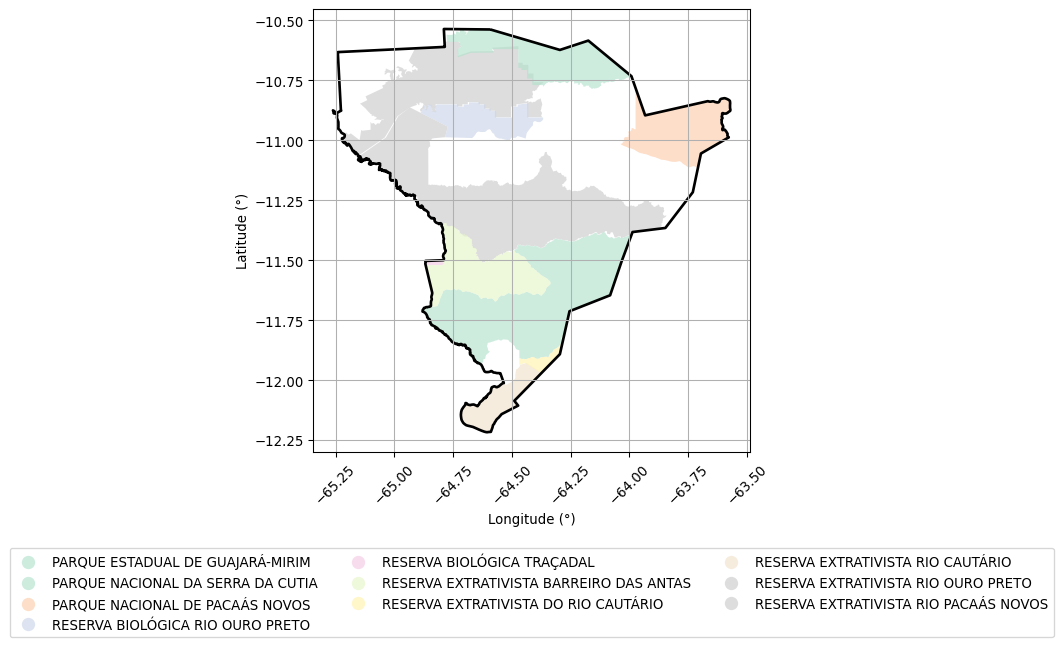 −10.50
−10.75
−11.00
−11.25
−11.50
−11.75
−12.00
−12.25
Latitude (°)
−65.25
−65.00
−64.75
−64.50
−64.25
−64.00
−63.75
−63.50
Longitude (°)
PARQUE ESTADUAL DE GUAJARÁ-MIRIM
PARQUE NACIONAL DA SERRA DA CUTIA
PARQUE NACIONAL DE PACAÁS NOVOS
RESERVA BIOLÓGICA RIO OURO PRETO
RESERVA BIOLÓGICA TRAÇADAL
RESERVA EXTRATIVISTA BARREIRO DAS ANTAS
RESERVA EXTRATIVISTA DO RIO CAUTÁRIO
RESERVA EXTRATIVISTA RIO CAUTÁRIO
RESERVA EXTRATIVISTA RIO OURO PRETO
RESERVA EXTRATIVISTA RIO PACAÁS NOVOS